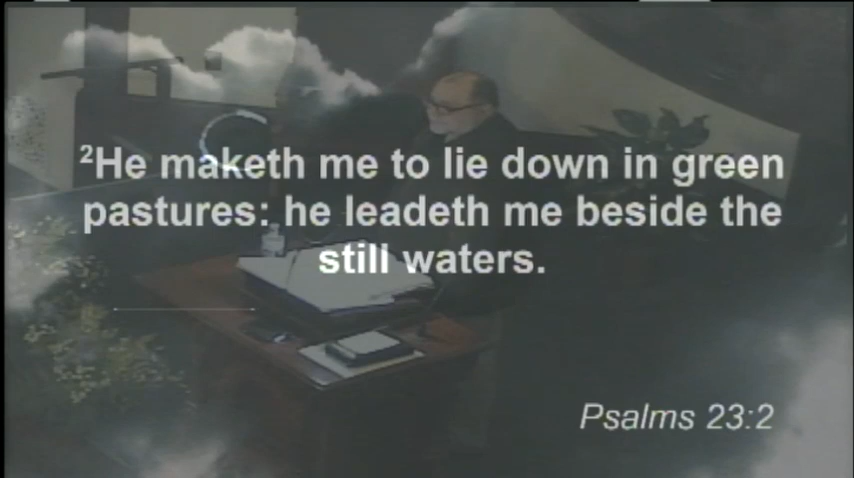 ²He maketh me to lie down in green
pastures: he leadeth me beside the
still waters.
Psalms 23:2